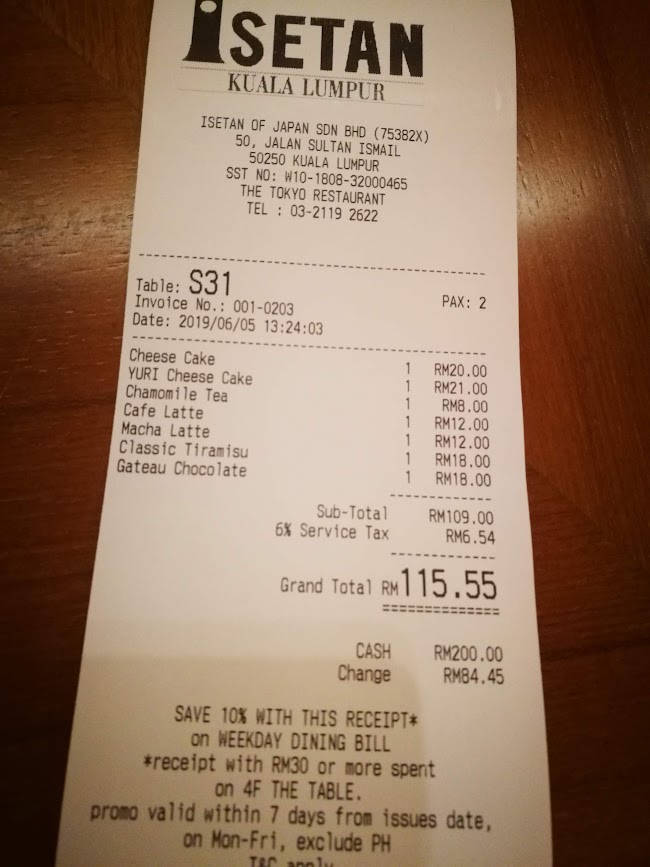 ISETAN
KUALA LUMPUR
ISETAN OF JAPAN SDN BHD (75382X)
50, JALAN SULTAN ISMAIL
50250 KUALA LUMPUR
SST NO: W10-1808-32000465
THE TOKYO RESTAURANT
TEL : 03-2119 2622
Table: S31 PAX: 2
Invoice No.: 001-0203
Date: 2019/06/05 13:24:03
Cheese Cake 1 RM20.00
YURI Cheese Cake 1 RM21.00
Chamomile Tea 1 RM8.00
Cafe Latte 1 RM12.00
Macha Latte 1 RM12.00
Classic Tiramisu 1 RM18.00
Gateau Chocolate 1 RM18.00
Sub-Total RM109.00
6% Service Tax RM6.54
Grand Total RM 115.55
CASH RM200.00
Change RM84.45
SAVE 10% WITH THIS RECEIPT*
on WEEKDAY DINING BILL
*receipt with RM30 or more spent
on 4F THE TABLE.
promo valid within 7 days from issues date,
on Mon-Fri, exclude PH
T&C apply